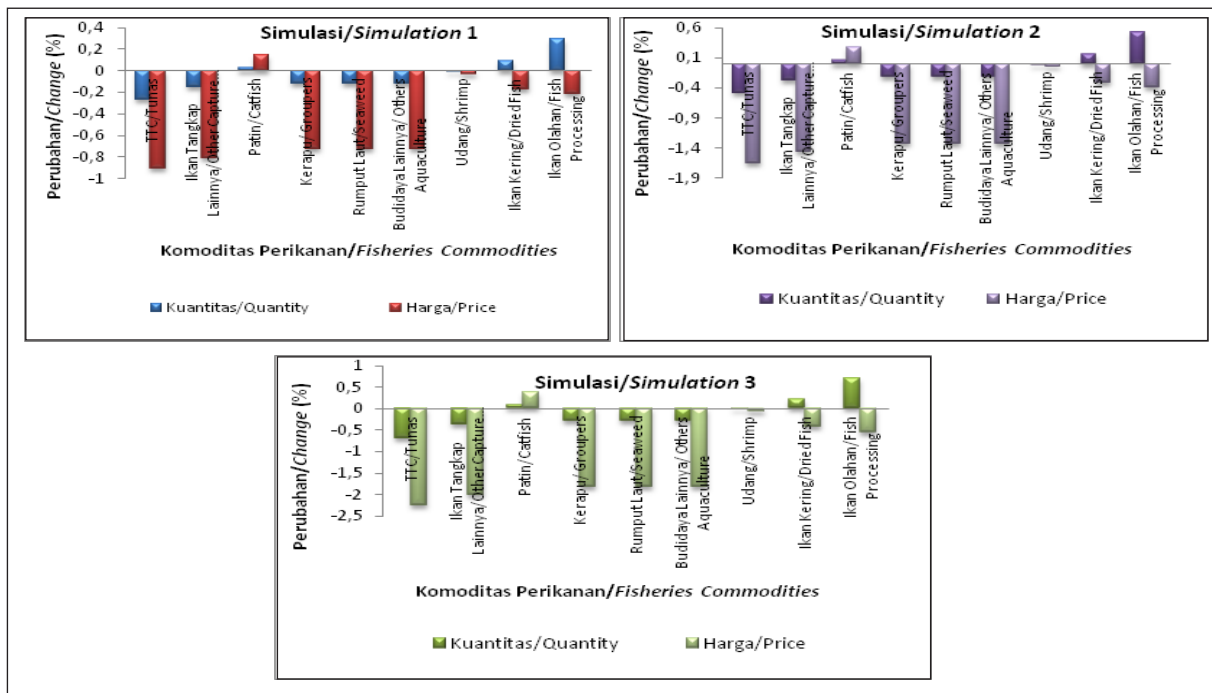 Simulasi/Simulation 1
Perubahan/Change (%)
0,4
0,2
0
-0,2
-0,4
-0,6
-0,8
-1
TTC/Tunas
Ikan Tangkap
Lainnya/Other Capture...
Patin/Catfish
Kerapu/ Groupers
Rumput Laut/Seaweed
Budidaya Lainnya/ Others
Aquaculture
Udang/Shrimp
Ikan Kering/Dried Fish
Ikan Olahan/Fish
Processing
Komoditas Perikanan/Fisheries Commodities
Kuantitas/Quantity
Harga/Price
Simulasi/Simulation 2
Perubahan/Change (%)
0,6
0,1
-0,4
-0,9
-1,4
-1,9
TTC/Tunas
Ikan Tangkap
Lainnya/Other Capture...
Patin/Catfish
Kerapu/ Groupers
Rumput Laut/Seaweed
Budidaya Lainnya/ Others
Aquaculture
Udang/Shrimp
Ikan Kering/Dried Fish
Ikan Olahan/Fish
Processing
Komoditas Perikanan/Fisheries Commodities
Kuantitas/Quantity
Harga/Price
Simulasi/Simulation 3
Perubahan/Change (%)
1
0,5
0
-0,5
-1
-1,5
-2
-2,5
TTC/Tunas
Ikan Tangkap
Lainnya/Other Capture...
Patin/Catfish
Kerapu/ Groupers
Rumput Laut/Seaweed
Budidaya Lainnya/ Others
Aquaculture
Udang/Shrimp
Ikan Kering/Dried Fish
Ikan Olahan/Fish
Processing
Komoditas Perikanan/Fisheries Commodities
Kuantitas/Quantity
Harga/Price